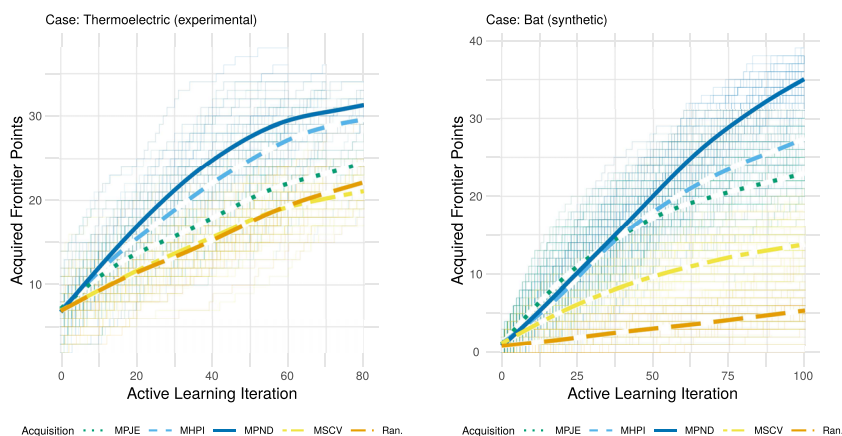 Case: Thermoelectric (experimental)
Acquired Frontier Points
30
20
10
0
20
40
60
80
Active Learning Iteration
Acquisition MPJE MHPI MPND MSCV Ran.
Case: Bat (synthetic)
Acquired Frontier Points
40
30
20
10
0
0
25
50
75
100
Active Learning Iteration
Acquisition MPJE MHPI MPND MSCV Ran.